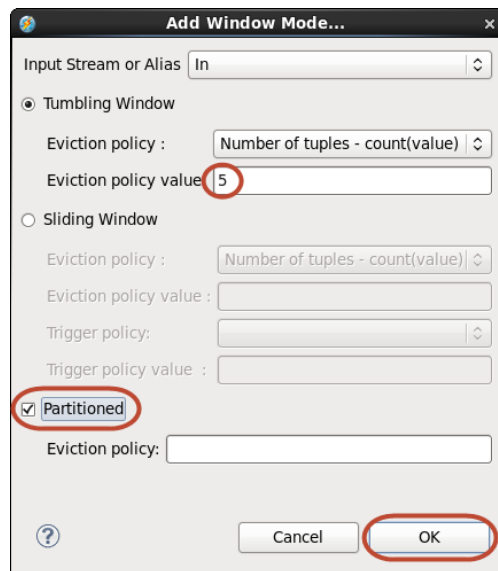 Add Window Mode...
Input Stream or Alias In
Tumbling Window
Eviction policy : Number of tuples - count(value)
Eviction policy value 5
Sliding Window
Eviction policy : Number of tuples - count(value)
Eviction policy value :
Trigger policy:
Trigger policy value :
Partitioned
Eviction policy:
? Cancel OK